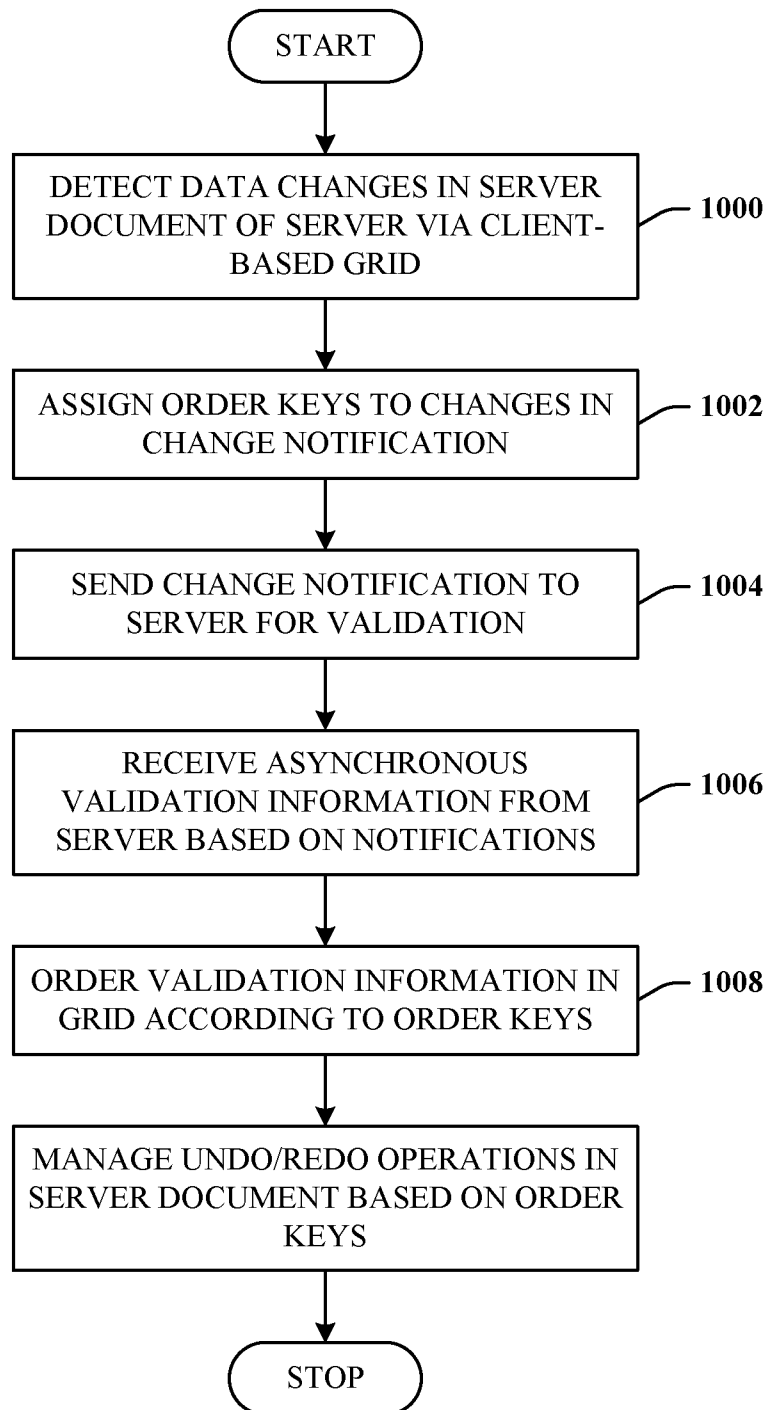 START
DETECT DATA CHANGES IN SERVER
DOCUMENT OF SERVER VIA CLIENT-
BASED GRID
1000
ASSIGN ORDER KEYS TO CHANGES IN
CHANGE NOTIFICATION
1002
SEND CHANGE NOTIFICATION TO
SERVER FOR VALIDATION
1004
RECEIVE ASYNCHRONOUS
VALIDATION INFORMATION FROM
SERVER BASED ON NOTIFICATIONS
1006
ORDER VALIDATION INFORMATION IN
GRID ACCORDING TO ORDER KEYS
1008
MANAGE UNDO/REDO OPERATIONS IN
SERVER DOCUMENT BASED ON ORDER
KEYS
STOP